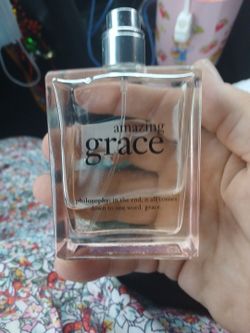 amazing
grace
philosophy: in the end, it all comes
down to one word. grace.